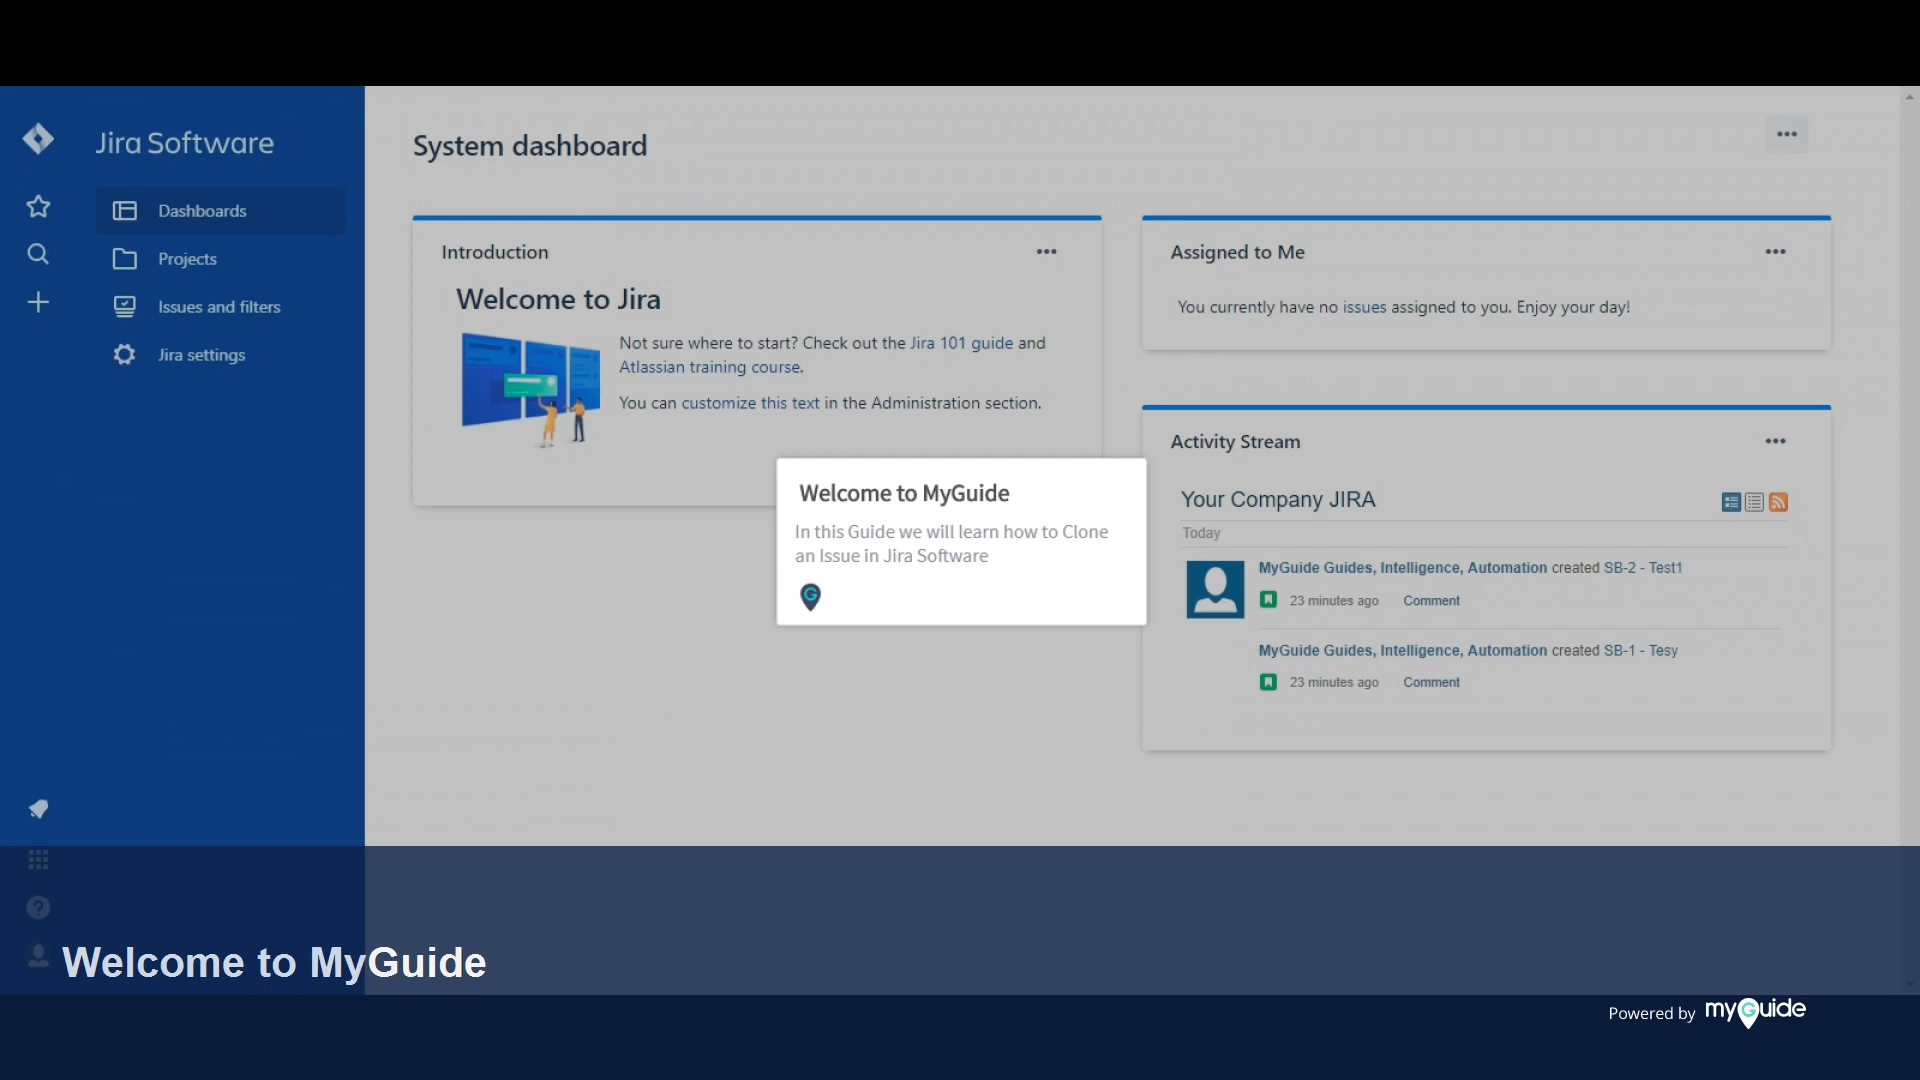 Jira Software
Dashboards
Projects
Issues and filters
Jira settings
System dashboard
Introduction
Welcome to Jira
Not sure where to start? Check out the Jira 101 guide and
Atlassian training course.
You can customize this text in the Administration section.
Assigned to Me
You currently have no issues assigned to you. Enjoy your day!
Activity Stream
Your Company JIRA
Today
MyGuide Guides, Intelligence, Automation created SB-2 - Test1
23 minutes ago Comment
MyGuide Guides, Intelligence, Automation created SB-1 - Tesy
23 minutes ago Comment
Welcome to MyGuide
In this Guide we will learn how to Clone
an Issue in Jira Software
Welcome to MyGuide
Powered by myGuide